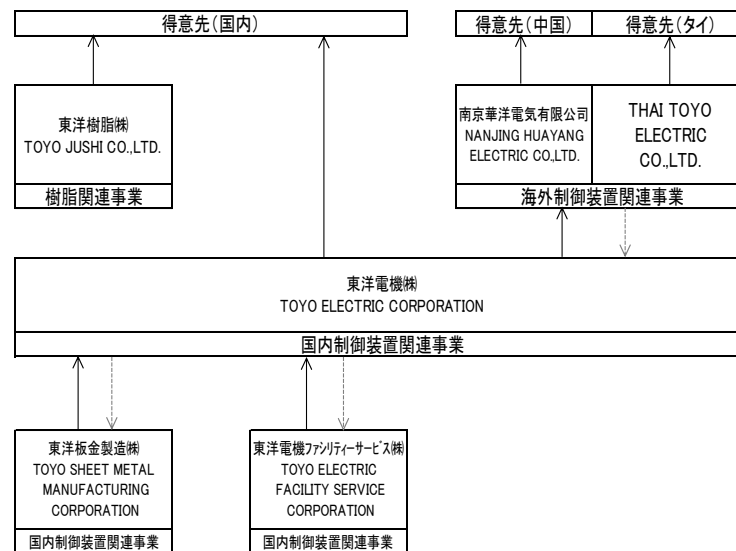 得意先(国内)
得意先(中国)
得意先(タイ)
東洋樹脂㈱
TOYO JUSHI CO.,LTD.
樹脂関連事業
南京華洋電気有限公司
NANJING HUAYANG
ELECTRIC CO.,LTD.
THAI TOYO
ELECTRIC
CO.,LTD.
海外制御装置関連事業
東洋電機㈱
TOYO ELECTRIC CORPORATION
国内制御装置関連事業
東洋板金製造㈱
TOYO SHEET METAL
MANUFACTURING
CORPORATION
国内制御装置関連事業
東洋電機ファシリティーサービス㈱
TOYO ELECTRIC
FACILITY SERVICE
CORPORATION
国内制御装置関連事業